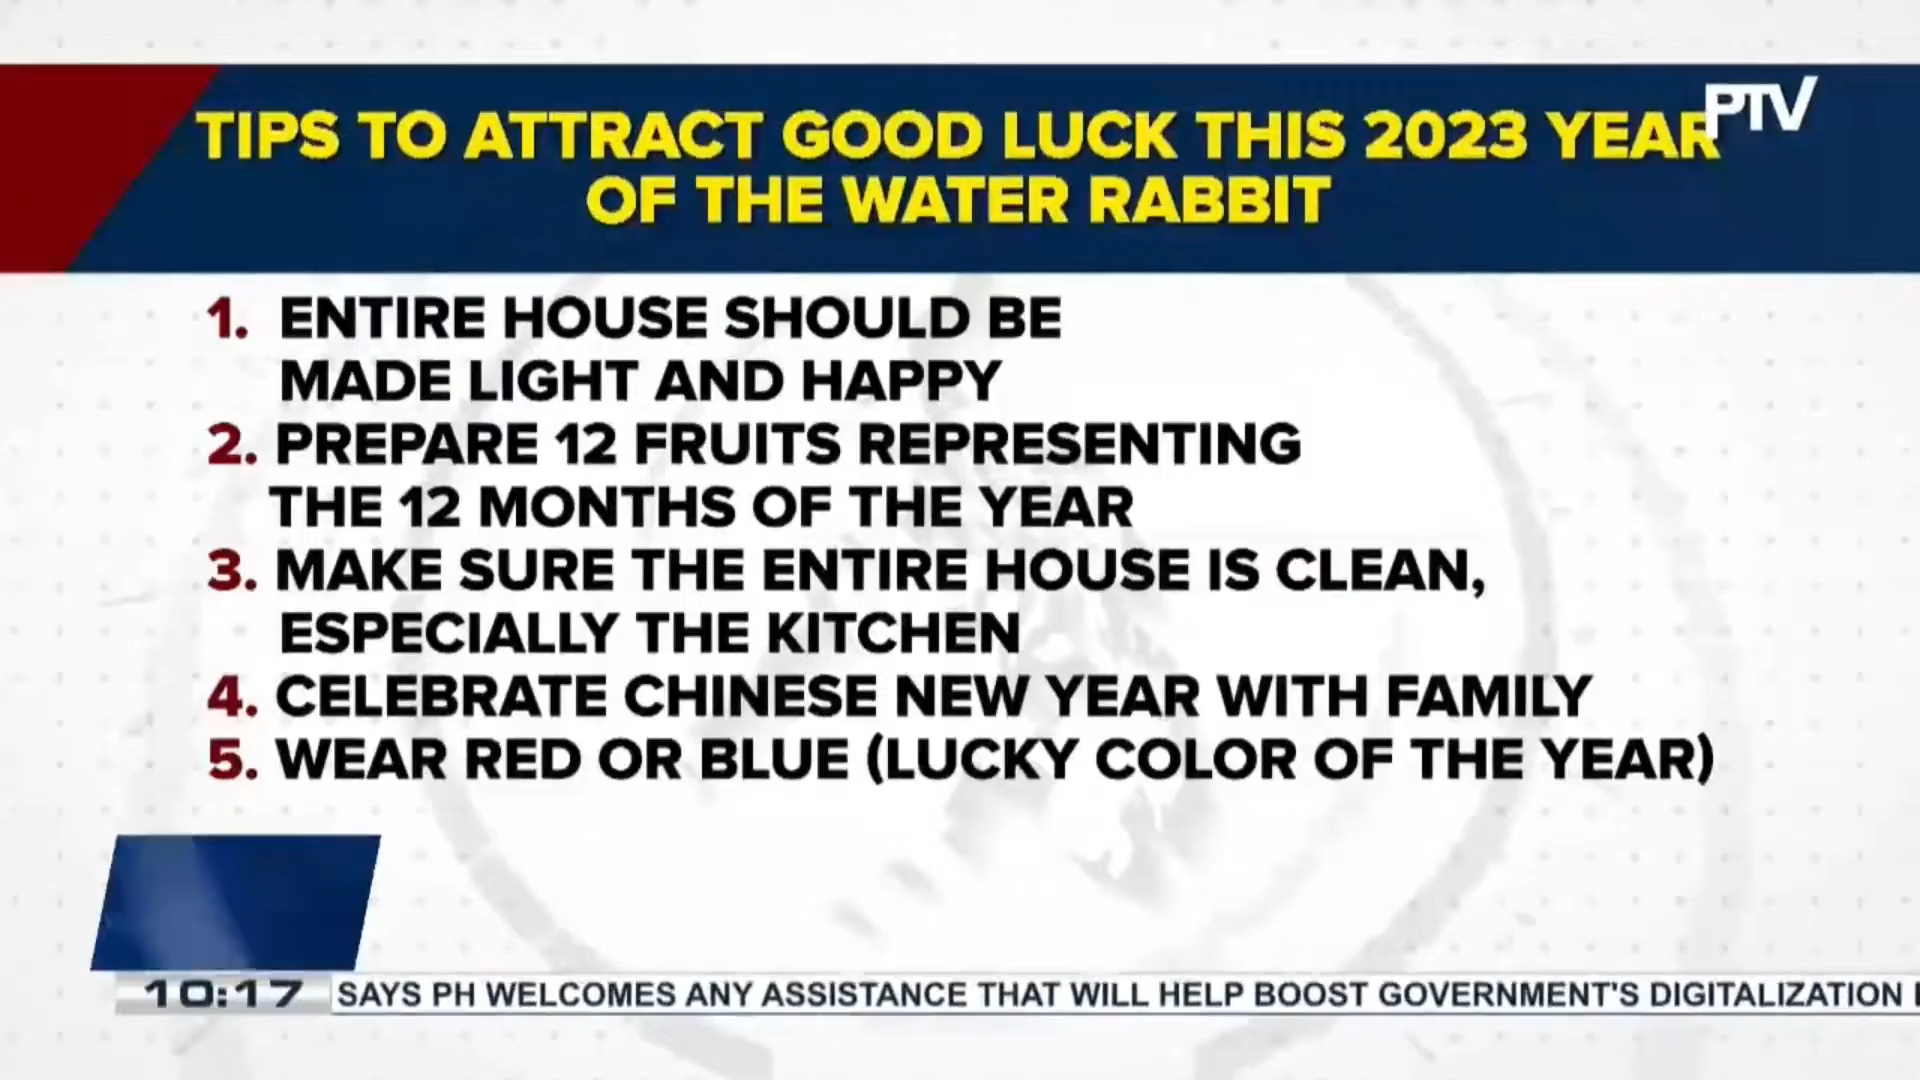 PTV
TIPS TO ATTRACT GOOD LUCK THIS 2023 YEAR
OF THE WATER RABBIT
1. ENTIRE HOUSE SHOULD BE
MADE LIGHT AND HAPPY
2. PREPARE 12 FRUITS REPRESENTING
THE 12 MONTHS OF THE YEAR
3. MAKE SURE THE ENTIRE HOUSE IS CLEAN,
ESPECIALLY THE KITCHEN
4. CELEBRATE CHINESE NEW YEAR WITH FAMILY
5. WEAR RED OR BLUE (LUCKY COLOR OF THE YEAR)
10:17 SAYS PH WELCOMES ANY ASSISTANCE THAT WILL HELP BOOST GOVERNMENT'S DIGITALIZATION